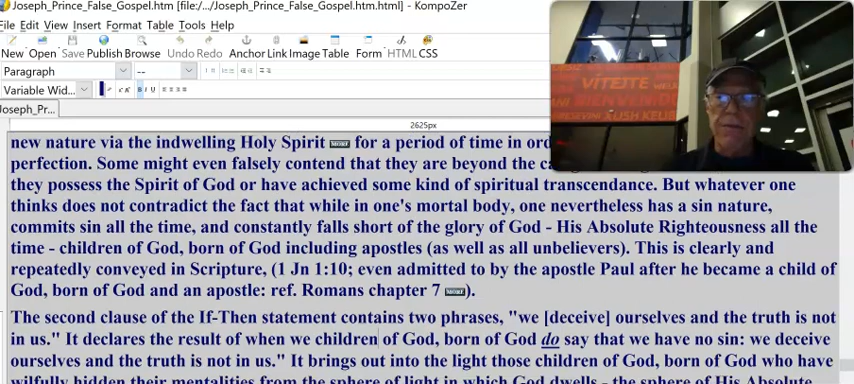 Joseph_Prince_False_Gospel.htm [file:/.../Joseph_Prince_False_Gospel.htm.html] - KompoZer
File Edit View Insert Format Table Tools Help
New Open Save Publish Browse Undo Redo Anchor Link Image Table Form HTML CSS
Paragraph --
Variable Wid...
Joseph_Pr...
2625px
VÍTEJTE
new nature via the indwelling Holy Spirit MORE for a period of time in ord
perfection. Some might even falsely contend that they are beyond the ca
they possess the Spirit of God or have achieved some kind of spiritual transcendance. But whatever one
thinks does not contradict the fact that while in one's mortal body, one nevertheless has a sin nature,
commits sin all the time, and constantly falls short of the glory of God - His Absolute Righteousness all the
time - children of God, born of God including apostles (as well as all unbelievers). This is clearly and
repeatedly conveyed in Scripture, (1 Jn 1:10; even admitted to by the apostle Paul after he became a child of
God, born of God and an apostle: ref. Romans chapter 7 MORE).
The second clause of the If-Then statement contains two phrases, "we [deceive] ourselves and the truth is not
in us." It declares the result of when we children of God, born of God do say that we have no sin: we deceive
ourselves and the truth is not in us." It brings out into the light those children of God, born of God who have
wilfully hidden their mentalities from the sphere of light in which God dwells - the sphere of His Absolute